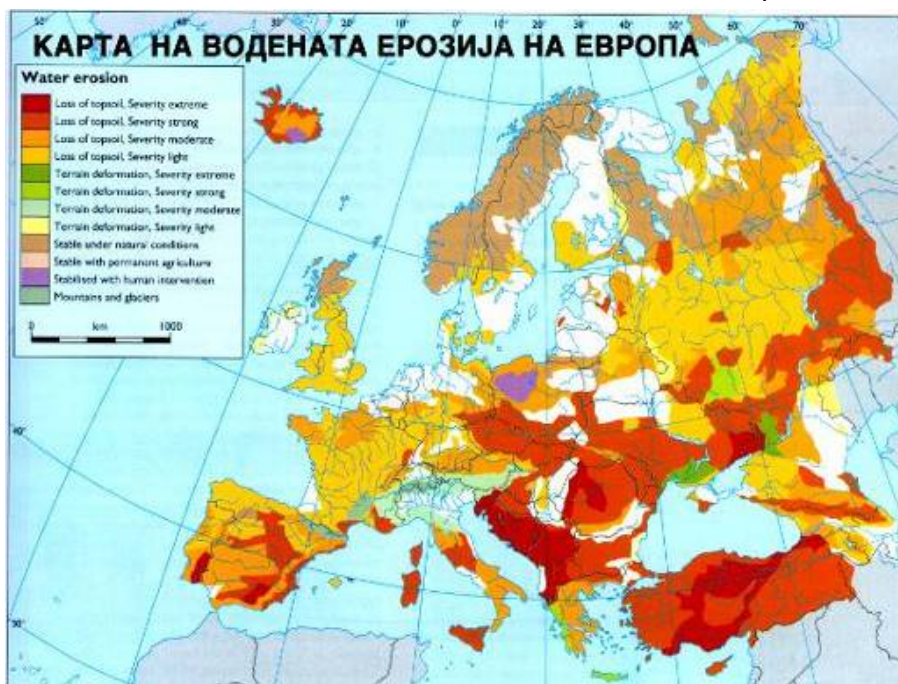 КАРТА НА ВОДЕНАТА ЕРОЗИЈА НА ЕВРОПА
Water erosion
Loss of topsoil, Severity extreme
Loss of topsoil, Severity strong
Loss of topsoil, Severity moderate
Loss of topsoil, Severity light
Terrain deformation, Severity extreme
Terrain deformation, Severity strong
Terrain deformation, Severity moderate
Terrain deformation, Severity light
Stable under natural conditions
Stable with permanent agriculture
Stabilised with human intervention
Mountains and glaciers
0 km 1000